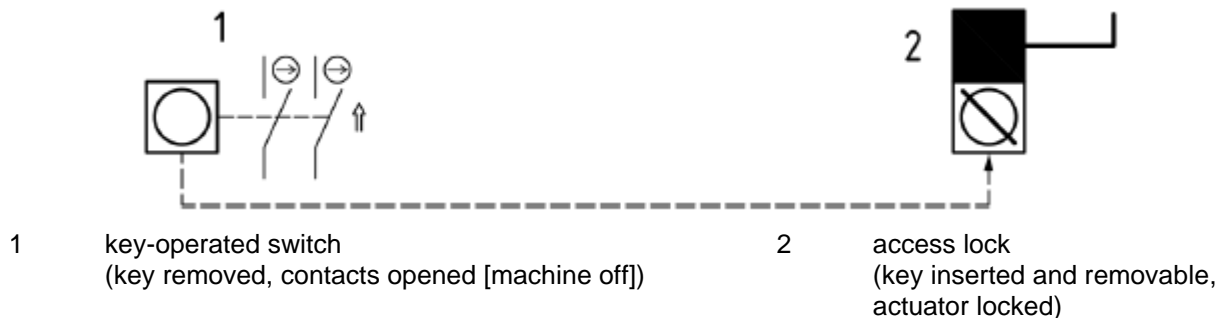 1
2
1 key-operated switch
(key removed, contacts opened [machine off])
2 access lock
(key inserted and removable,
actuator locked)